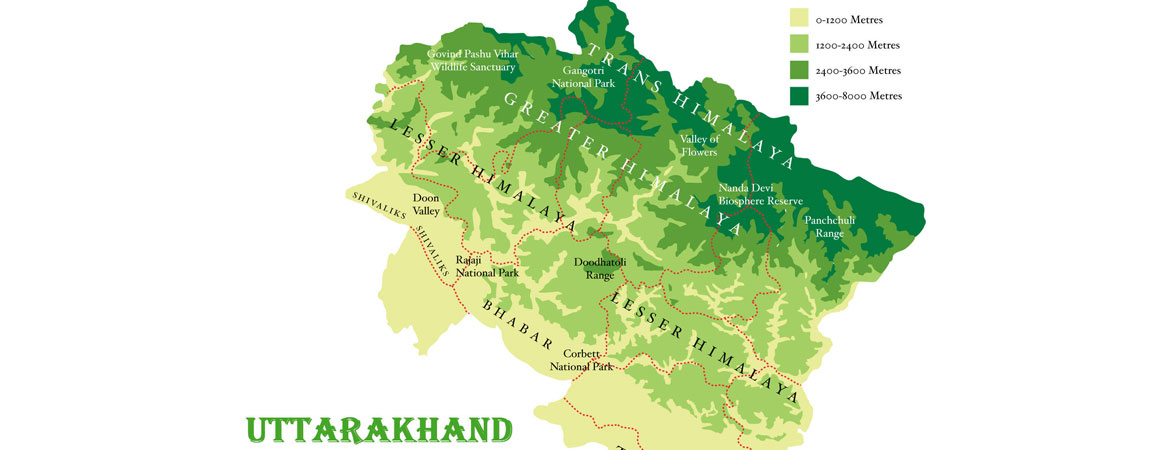 0-1200 Metres
1200-2400 Metres
2400-3600 Metres
3600-8000 Metres
Govind Pashu Vihar
Wildlife Sanctuary
Gangotri
National Park
TRANS HIMALAYA
GREATER HIMALAYA
Valley of
Flowers
LESSER HIMALAYA
Nanda Devi
Biosphere Reserve
Panchchuli
Range
SHIVALIKS
Doon
Valley
SHIVALIKS
Rajaji
National Park
Doodhatoli
Range
BHABAR
LESSER HIMALAYA
Corbett
National Park
UTTARAKHAND